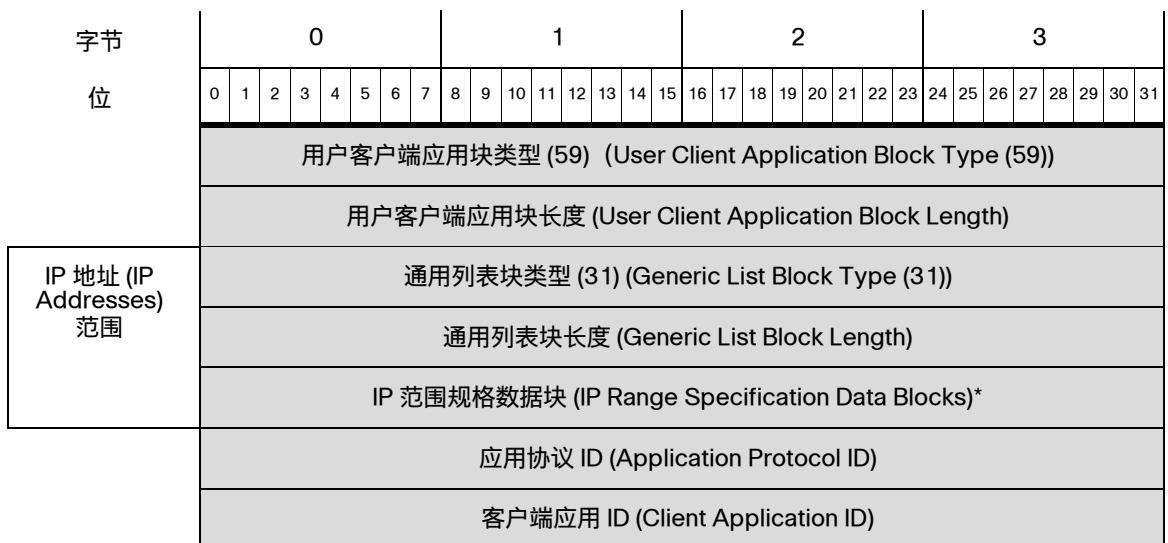 字节 0 1 2 3
位 0 1 2 3 4 5 6 7 8 9 10 11 12 13 14 15 16 17 18 19 20 21 22 23 24 25 26 27 28 29 30 31
用户客户端应用块类型 (59)（User Client Application Block Type (59))
用户客户端应用块长度 (User Client Application Block Length)
IP 地址 (IP
Addresses)
范围
通用列表块类型 (31) (Generic List Block Type (31))
通用列表块长度 (Generic List Block Length)
IP 范围规格数据块 (IP Range Specification Data Blocks)*
应用协议 ID (Application Protocol ID)
客户端应用 ID (Client Application ID)